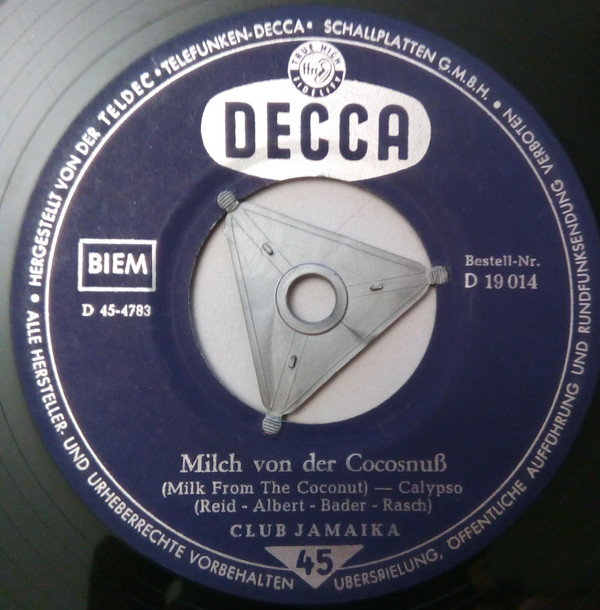 HERGESTELLT VON DER TELDEC • TELEFUNKEN-DECCA • SCHALLPLATTEN G.M.B.H. •
TRUE HIGH FIDELITY
DECCA
BIEM
D 45-4783
Bestell-Nr.
D 19 014
Milch von der Cocosnuß
(Milk From The Coconut) — Calypso
(Reid - Albert - Bader - Rasch)
CLUB JAMAIKA
45
• ALLE HERSTELLER- UND URHEBERRECHTE VORBEHALTEN
ÜBERSPIELUNG, ÖFFENTLICHE AUFFÜHRUNG UND RUNDFUNKSENDUNG VERBOTEN